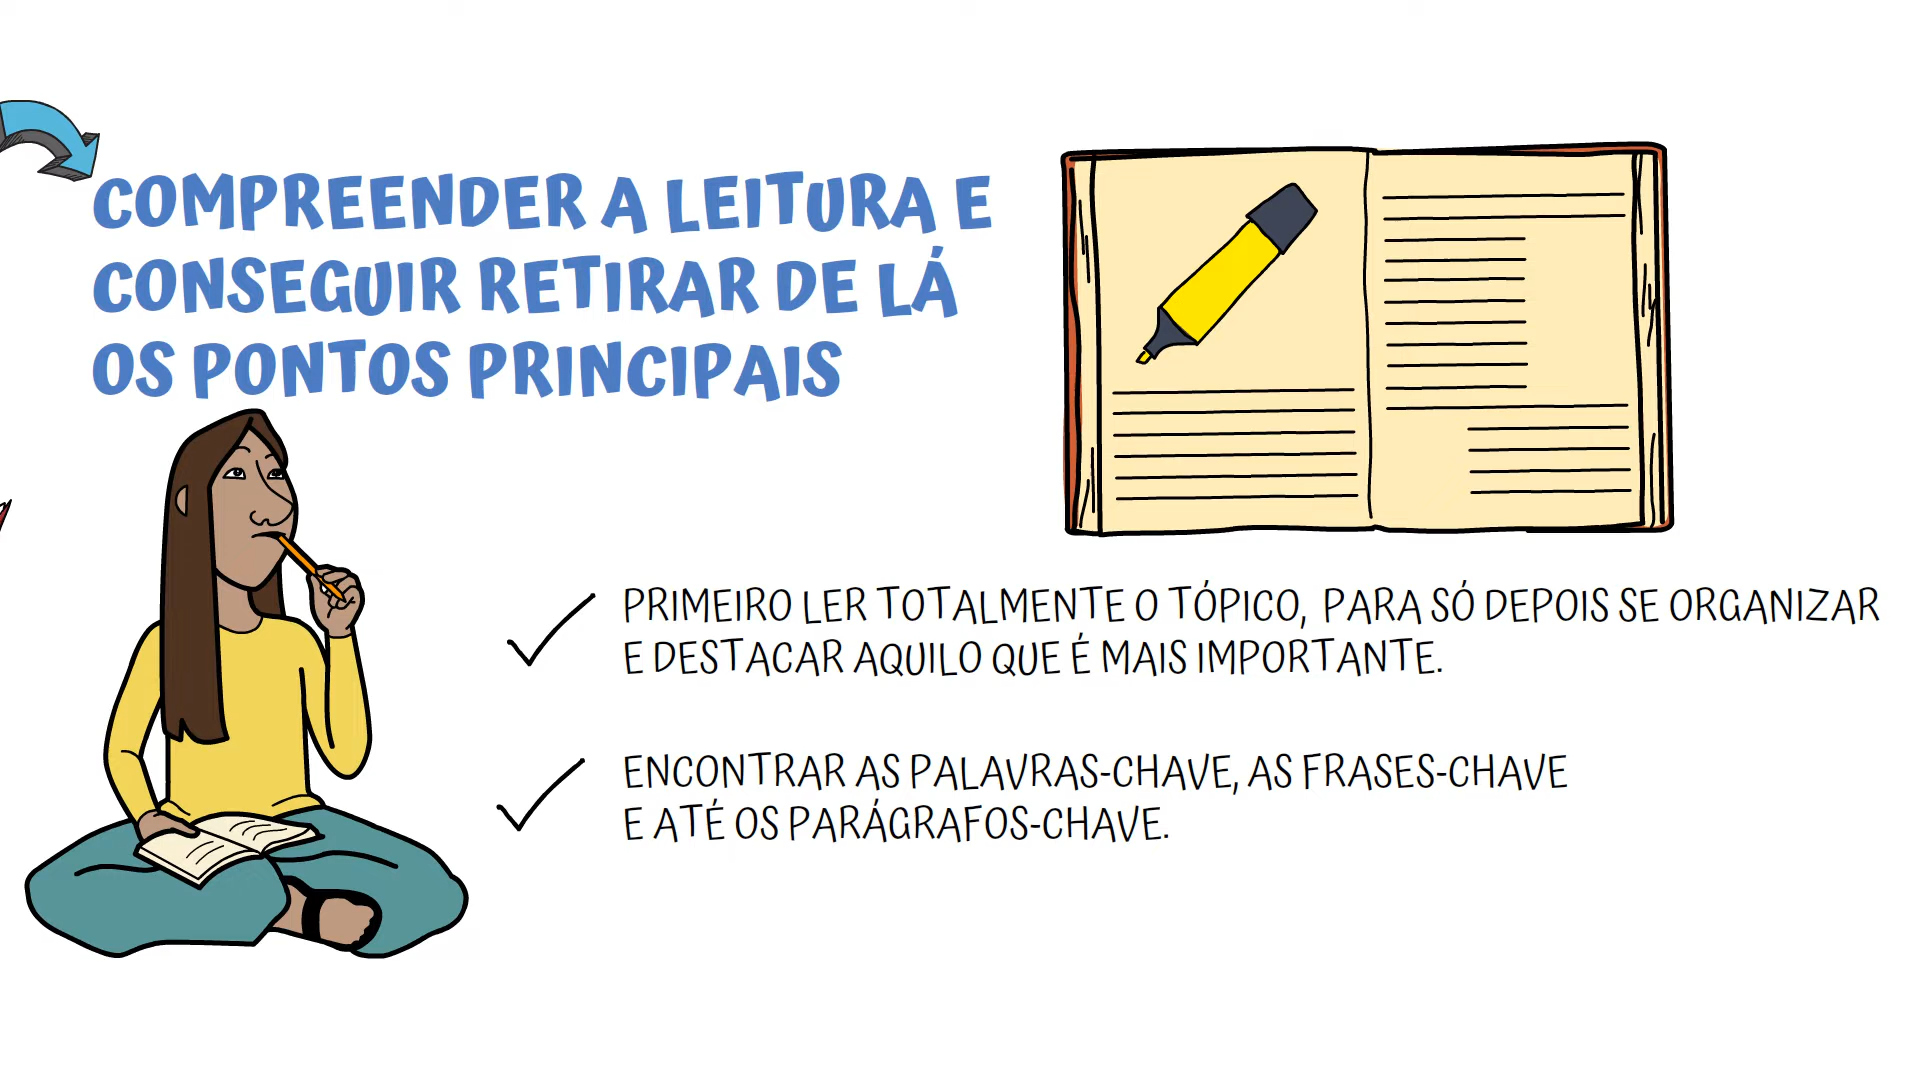 COMPREENDER A LEITURA E
CONSEGUIR RETIRAR DE LÁ
OS PONTOS PRINCIPAIS
PRIMEIRO LER TOTALMENTE O TÓPICO, PARA SÓ DEPOIS SE ORGANIZAR
E DESTACAR AQUILO QUE É MAIS IMPORTANTE.
ENCONTRAR AS PALAVRAS-CHAVE, AS FRASES-CHAVE
E ATÉ OS PARÁGRAFOS-CHAVE.